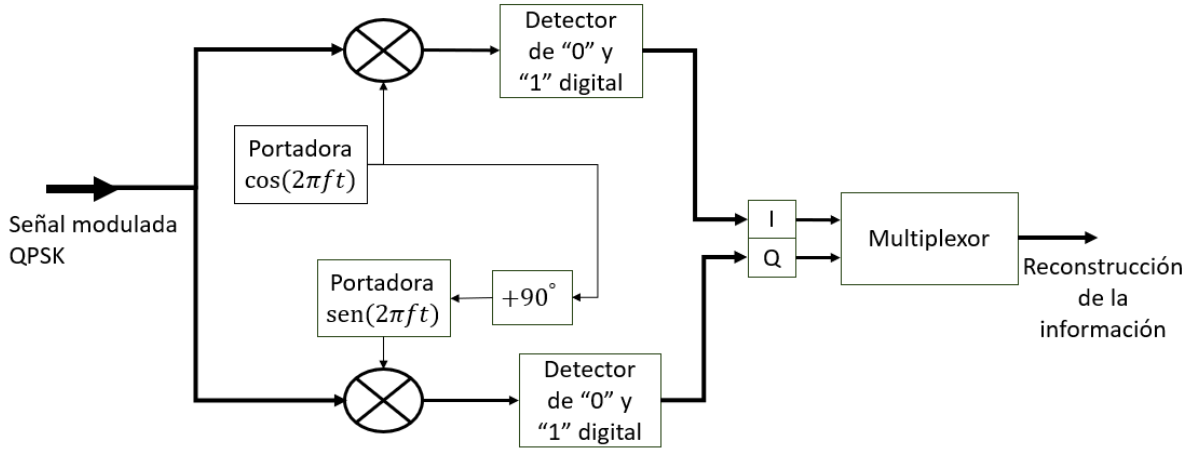 Detector
de “0” y
“1” digital
Portadora
cos(2πft)
Señal modulada
QPSK
I
Q
Multiplexor
Reconstrucción
de la
información
Portadora
sen(2πft)
+90°
Detector
de “0” y
“1” digital